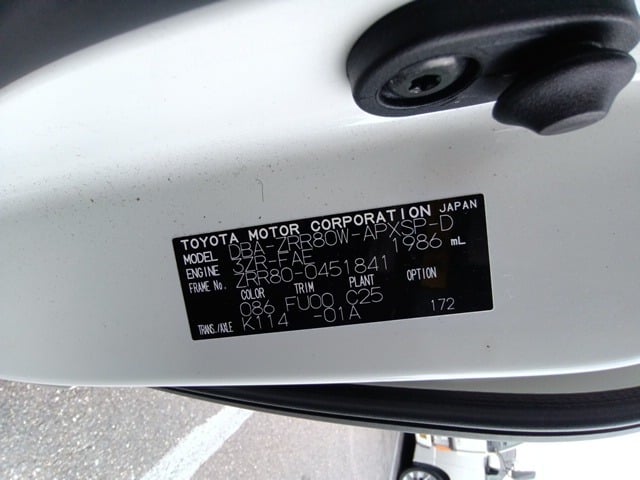 TOYOTA MOTOR CORPORATION JAPAN
MODEL DBA-ZRR80W-APXSP-D
ENGINE 3ZR-FAE 1986 mL
FRAME No. ZRR80-0451841
COLOR TRIM PLANT OPTION
086 FU00 C25
TRANS./AXLE K114 -01A 172